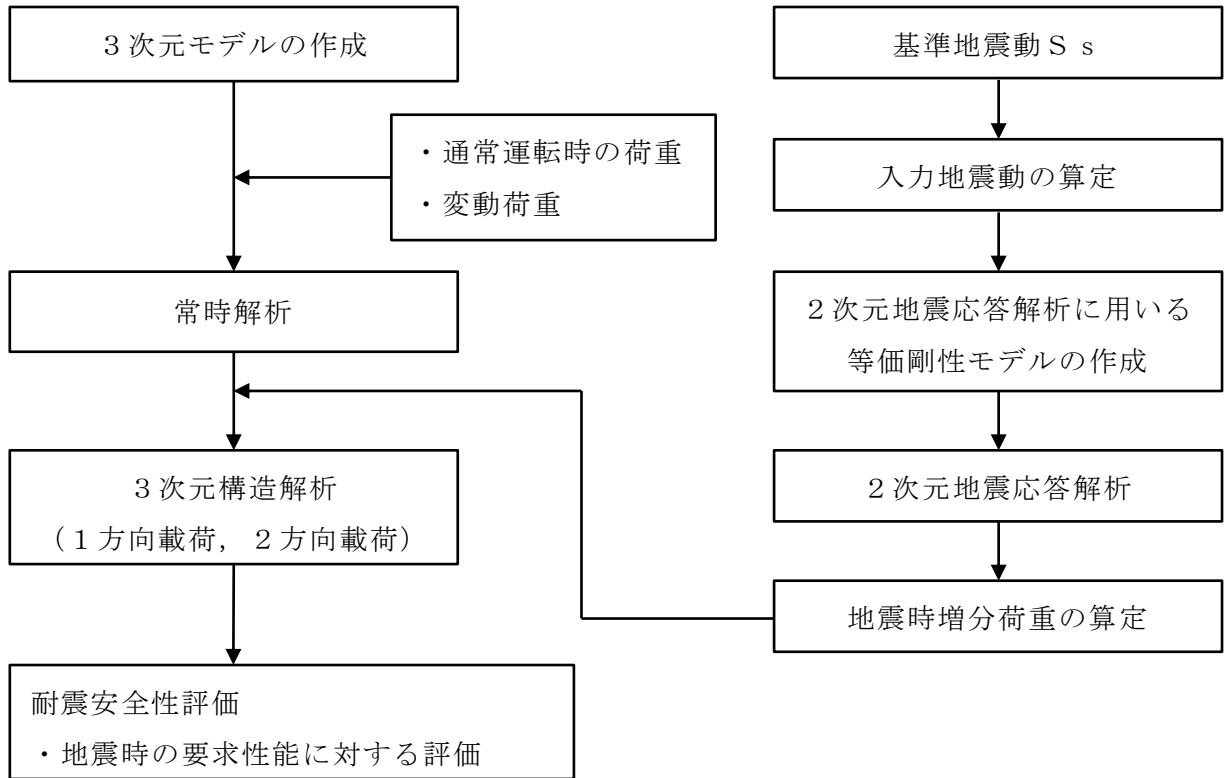 ３次元モデルの作成
・通常運転時の荷重
・変動荷重
常時解析
３次元構造解析
（１方向載荷，２方向載荷）
耐震安全性評価
・地震時の要求性能に対する評価
基準地震動Ｓｓ
入力地震動の算定
２次元地震応答解析に用いる
等価剛性モデルの作成
２次元地震応答解析
地震時増分荷重の算定